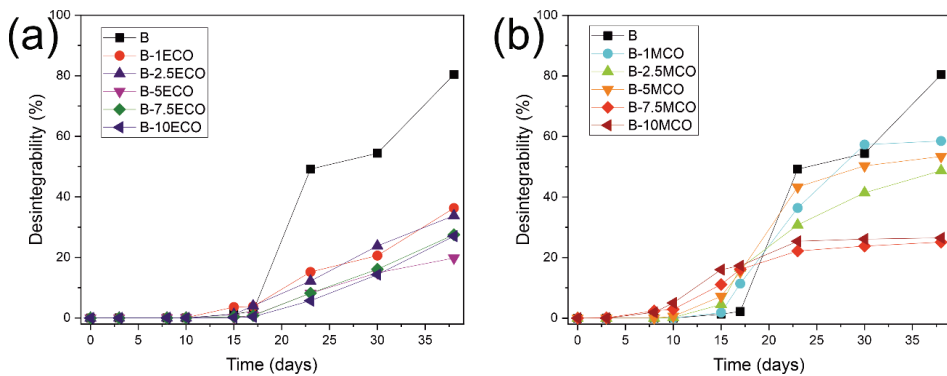 (a)
100
80
60
40
20
0
Desintegrability (%)
B
B-1ECO
B-2.5ECO
B-5ECO
B-7.5ECO
B-10ECO
0 5 10 15 20 25 30 35
Time (days)
(b)
100
80
60
40
20
0
Desintegrability (%)
B
B-1MCO
B-2.5MCO
B-5MCO
B-7.5MCO
B-10MCO
0 5 10 15 20 25 30 35
Time (days)